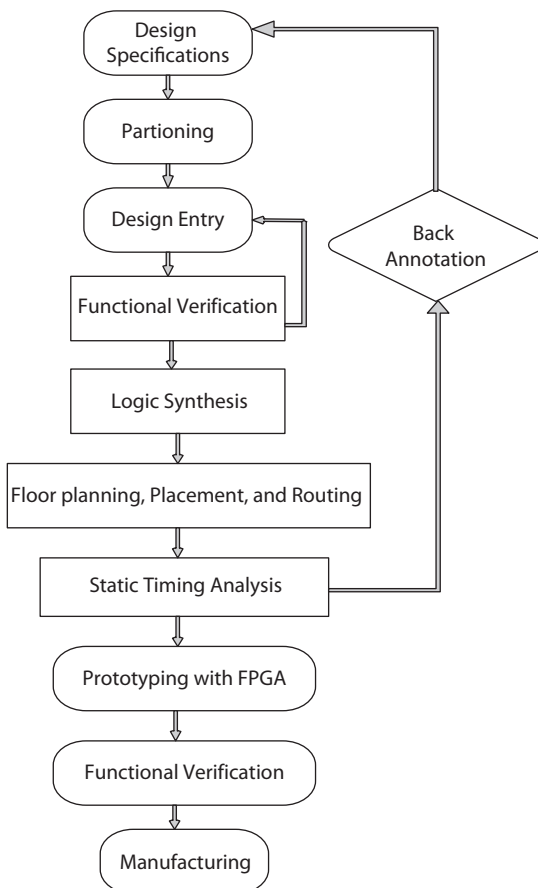 Design
Specifications
Partioning
Design Entry
Back
Annotation
Functional Verification
Logic Synthesis
Floor planning, Placement, and Routing
Static Timing Analysis
Prototyping with FPGA
Functional Verification
Manufacturing